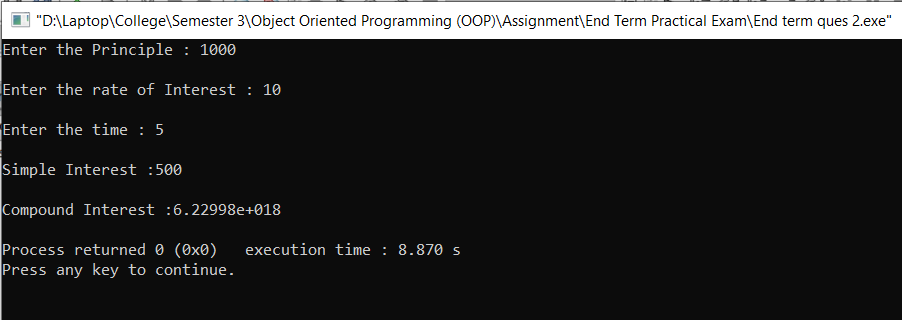 "D:\Laptop\College\Semester 3\Object Oriented Programming (OOP)\Assignment\End Term Practical Exam\End term ques 2.exe"
Enter the Principle : 1000
Enter the rate of Interest : 10
Enter the time : 5
Simple Interest :500
Compound Interest :6.22998e+018
Process returned 0 (0x0)   execution time : 8.870 s
Press any key to continue.